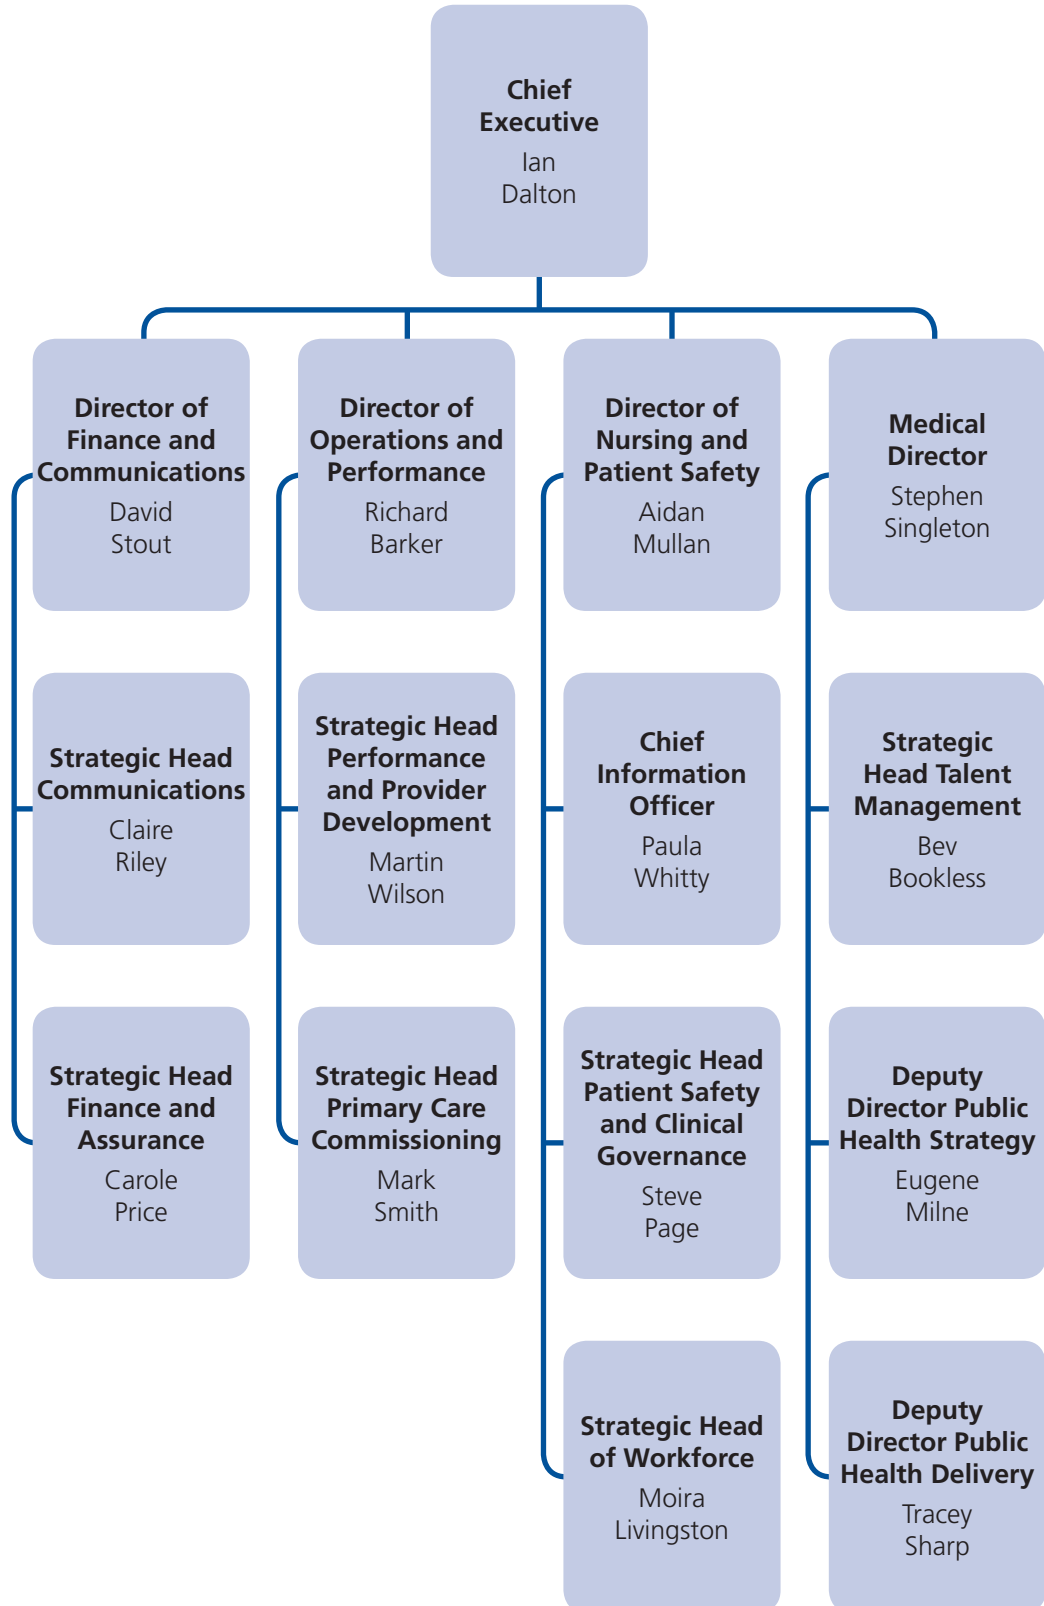 Chief
Executive
Ian
Dalton
Director of
Finance and
Communications
David
Stout
Director of
Operations and
Performance
Richard
Barker
Director of
Nursing and
Patient Safety
Aidan
Mullan
Medical
Director
Stephen
Singleton
Strategic Head
Communications
Claire
Riley
Strategic Head
Performance
and Provider
Development
Martin
Wilson
Chief
Information
Officer
Paula
Whitty
Strategic
Head Talent
Management
Bev
Bookless
Strategic Head
Finance and
Assurance
Carole
Price
Strategic Head
Primary Care
Commissioning
Mark
Smith
Strategic Head
Patient Safety
and Clinical
Governance
Steve
Page
Deputy
Director Public
Health Strategy
Eugene
Milne
Strategic Head
of Workforce
Moira
Livingston
Deputy
Director Public
Health Delivery
Tracey
Sharp